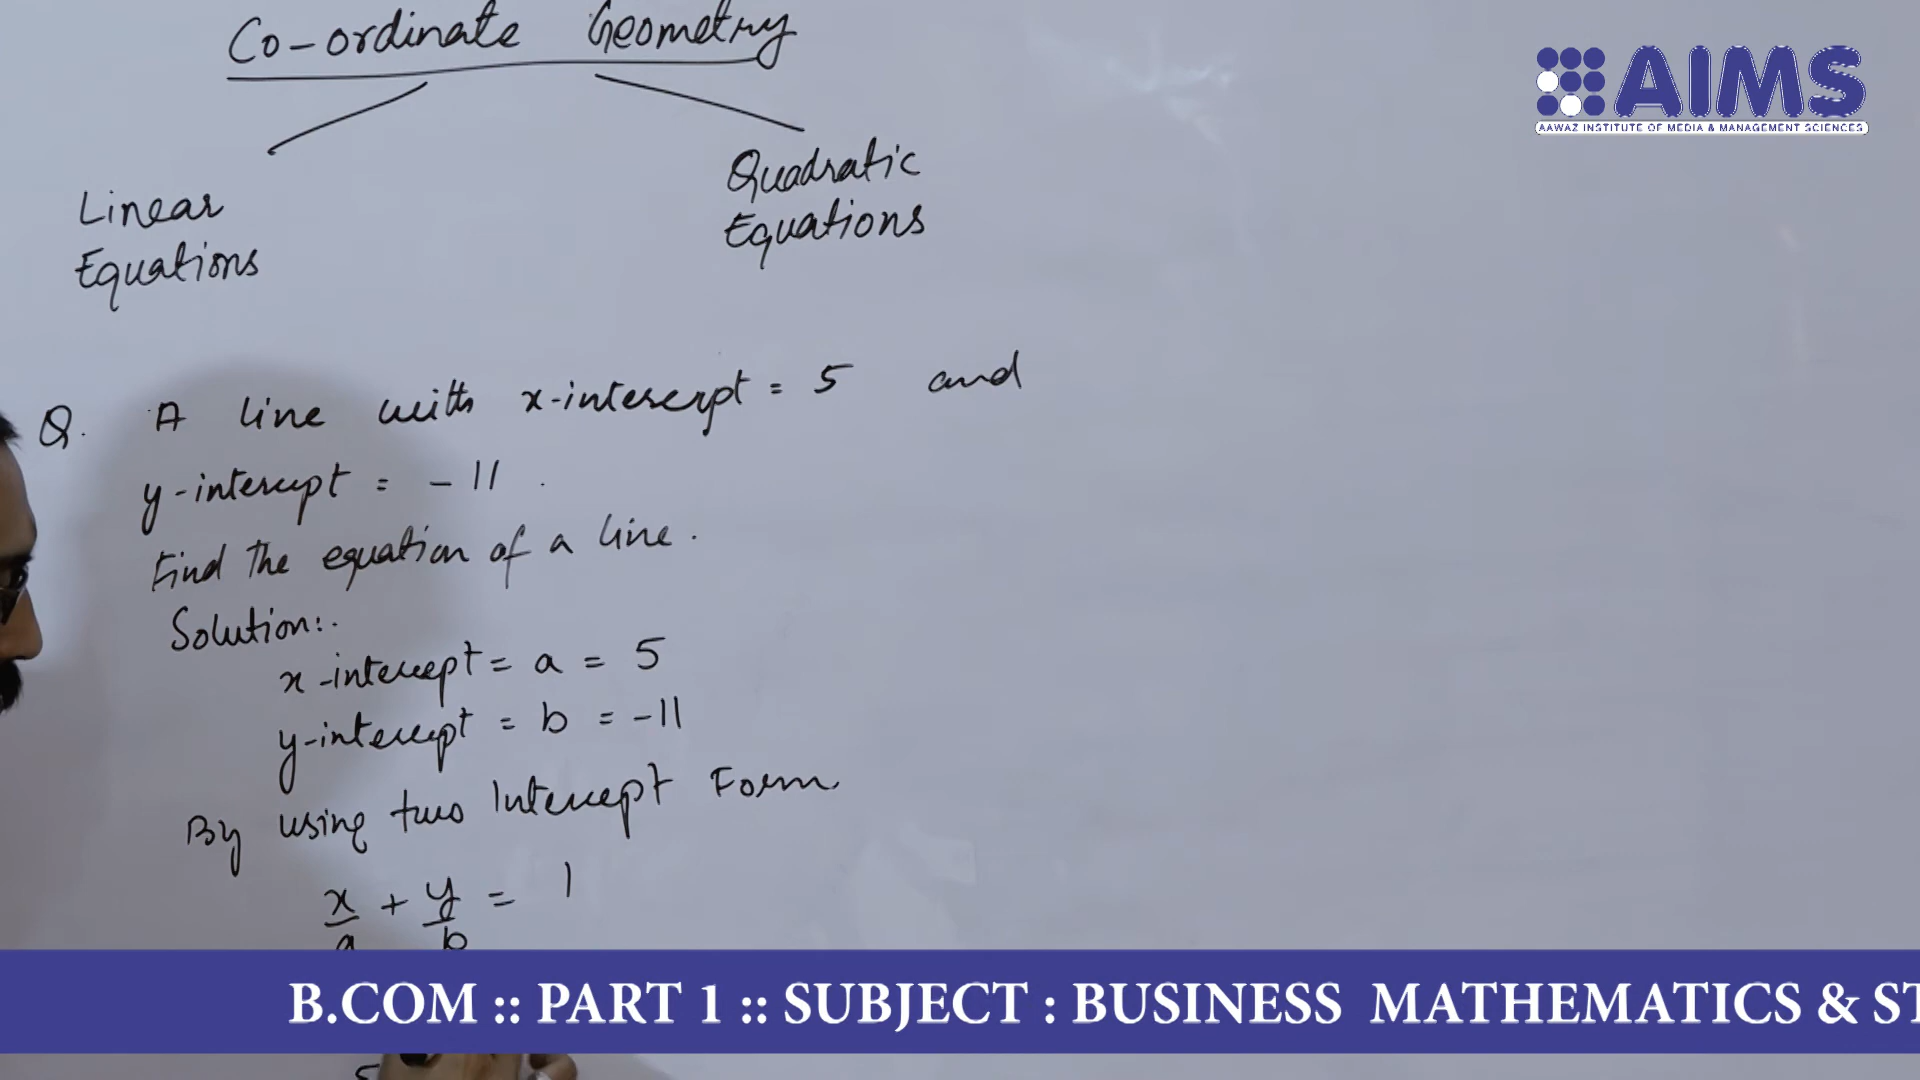 Co-ordinate Geometry
AIMS
AAWAZ INSTITUTE OF MEDIA & MANAGEMENT SCIENCES
Linear
Equations
Quadratic
Equations
Q. A line with x-intercept = 5 and
y-intercept = -11.
Find the equation of a line.
Solution:.
x-intercept = a = 5
y-intercept = b = -11
By using two Intercept Form
x/a + y/b = 1
B.COM :: PART 1 :: SUBJECT : BUSINESS MATHEMATICS & ST
5